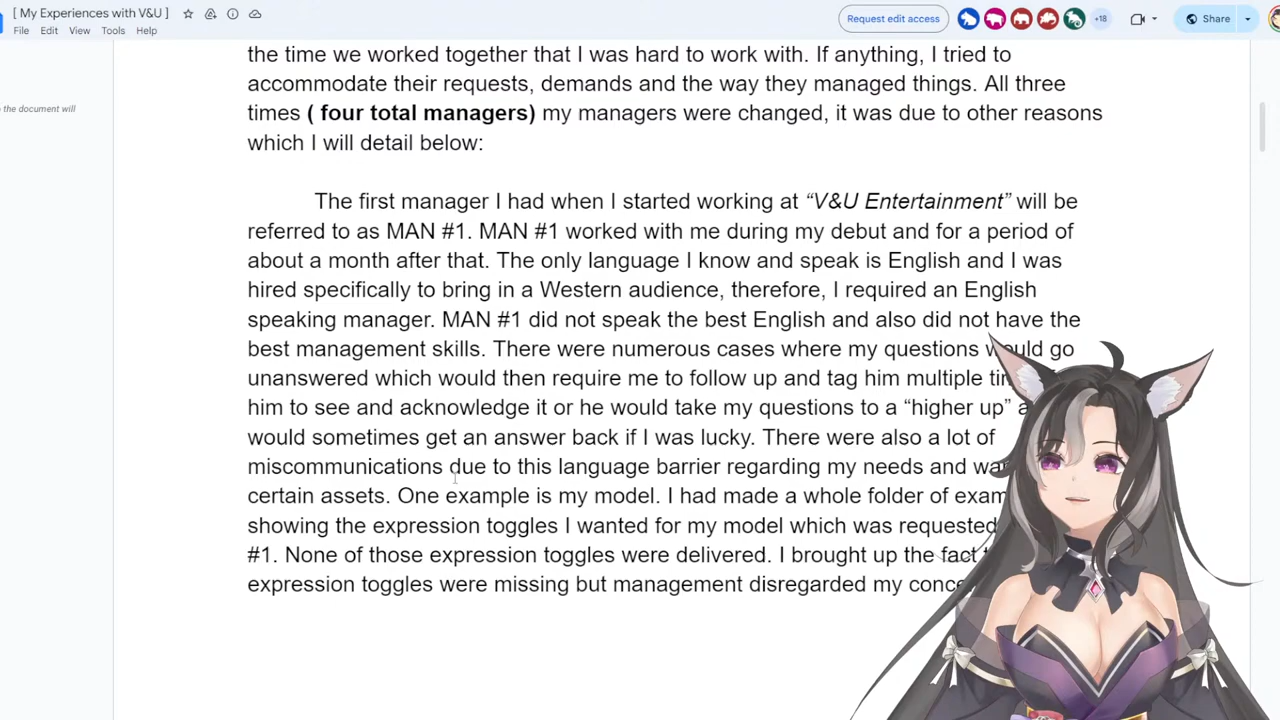 [ My Experiences with V&U ]
File Edit View Tools Help
Request edit access
+18
Share
o the document will
the time we worked together that I was hard to work with. If anything, I tried to
accommodate their requests, demands and the way they managed things. All three
times ( four total managers) my managers were changed, it was due to other reasons
which I will detail below:
The first manager I had when I started working at “V&U Entertainment” will be
referred to as MAN #1. MAN #1 worked with me during my debut and for a period of
about a month after that. The only language I know and speak is English and I was
hired specifically to bring in a Western audience, therefore, I required an English
speaking manager. MAN #1 did not speak the best English and also did not have the
best management skills. There were numerous cases where my questions would go
unanswered which would then require me to follow up and tag him multiple
him to see and acknowledge it or he would take my questions to a “higher up”
would sometimes get an answer back if I was lucky. There were also a lot of
miscommunications due to this language barrier regarding my needs and
certain assets. One example is my model. I had made a whole folder of
showing the expression toggles I wanted for my model which was requested
#1. None of those expression toggles were delivered. I brought up the fact
expression toggles were missing but management disregarded my